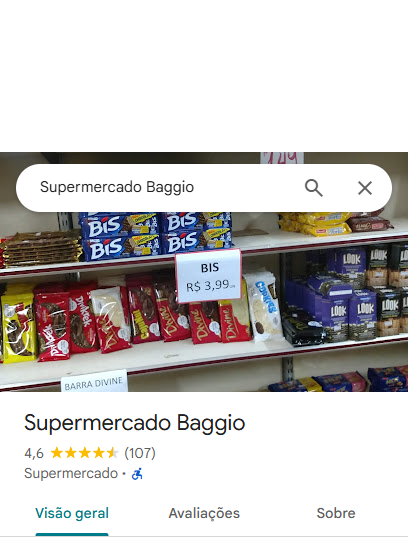 Supermercado Baggio
BiS
BiS
BiS
BiS
BIS
R$ 3,99
LOOK
LOOK
LOOK
Divine
Divine
BARRA DIVINE
Supermercado Baggio
4,6 (107)
Supermercado ·
Visão geral
Avaliações
Sobre